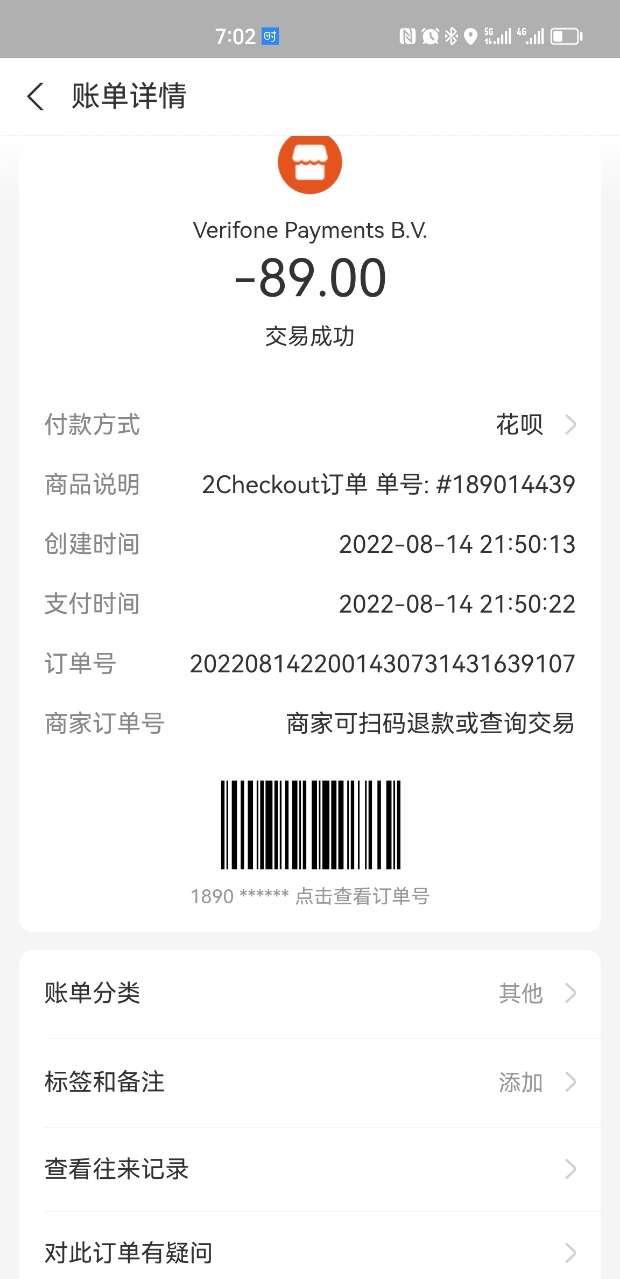 7:02 时
5G 4G
账单详情
Verifone Payments B.V.
-89.00
交易成功
付款方式 花呗
商品说明 2Checkout订单 单号: #189014439
创建时间 2022-08-14 21:50:13
支付时间 2022-08-14 21:50:22
订单号 2022081422001430731431639107
商家订单号 商家可扫码退款或查询交易
1890 ****** 点击查看订单号
账单分类 其他
标签和备注 添加
查看往来记录
对此订单有疑问